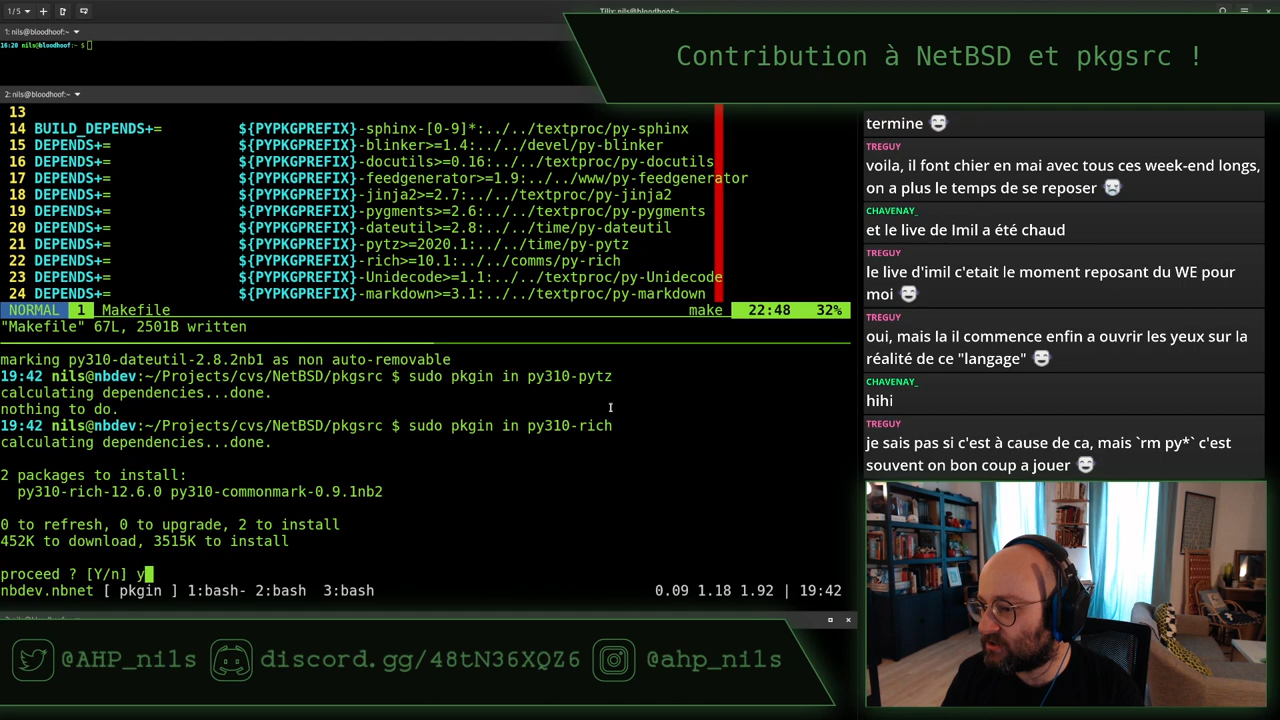 1/5
Tilix: nils@bloodhoof:~
1: nils@bloodhoof:~
16:20 nils@bloodhoof:~ $
2: nils@bloodhoof:~
Contribution à NetBSD et pkgsrc !
13
14 BUILD_DEPENDS+= ${PYPKGPREFIX}-sphinx-[0-9]*:../../textproc/py-sphinx
15 DEPENDS+= ${PYPKGPREFIX}-blinker>=1.4:../../devel/py-blinker
16 DEPENDS+= ${PYPKGPREFIX}-docutils>=0.16:../../textproc/py-docutils
17 DEPENDS+= ${PYPKGPREFIX}-feedgenerator>=1.9:../../www/py-feedgenerator
18 DEPENDS+= ${PYPKGPREFIX}-jinja2>=2.7:../../textproc/py-jinja2
19 DEPENDS+= ${PYPKGPREFIX}-pygments>=2.6:../../textproc/py-pygments
20 DEPENDS+= ${PYPKGPREFIX}-dateutil>=2.8:../../time/py-dateutil
21 DEPENDS+= ${PYPKGPREFIX}-pytz>=2020.1:../../time/py-pytz
22 DEPENDS+= ${PYPKGPREFIX}-rich>=10.1:../../comms/py-rich
23 DEPENDS+= ${PYPKGPREFIX}-Unidecode>=1.1:../../textproc/py-Unidecode
24 DEPENDS+= ${PYPKGPREFIX}-markdown>=3.1:../../textproc/py-markdown
NORMAL 1 Makefile make 22:48 32%
"Makefile" 67L, 2501B written
marking py310-dateutil-2.8.2nb1 as non auto-removable
19:42 nils@nbdev:~/Projects/cvs/NetBSD/pkgsrc $ sudo pkgin in py310-pytz
calculating dependencies...done.
nothing to do.
19:42 nils@nbdev:~/Projects/cvs/NetBSD/pkgsrc $ sudo pkgin in py310-rich
calculating dependencies...done.
2 packages to install:
py310-rich-12.6.0 py310-commonmark-0.9.1nb2
0 to refresh, 0 to upgrade, 2 to install
452K to download, 3515K to install
proceed ? [Y/n] y
nbdev.nbnet [ pkgin ] 1:bash- 2:bash 3:bash 0.09 1.18 1.92 | 19:42
termine
TREGUY
voila, il font chier en mai avec tous ces week-end longs,
on a plus le temps de se reposer
CHAVENAY_
et le live de Imil a été chaud
TREGUY
le live d'imil c'etait le moment reposant du WE pour
moi
TREGUY
oui, mais la il commence enfin a ouvrir les yeux sur la
réalité de ce "langage"
CHAVENAY_
hihi
TREGUY
je sais pas si c'est à cause de ca, mais `rm py*` c'est
souvent on bon coup a jouer
@AHP_nils
discord.gg/48tN36XQZ6
@ahp_nils